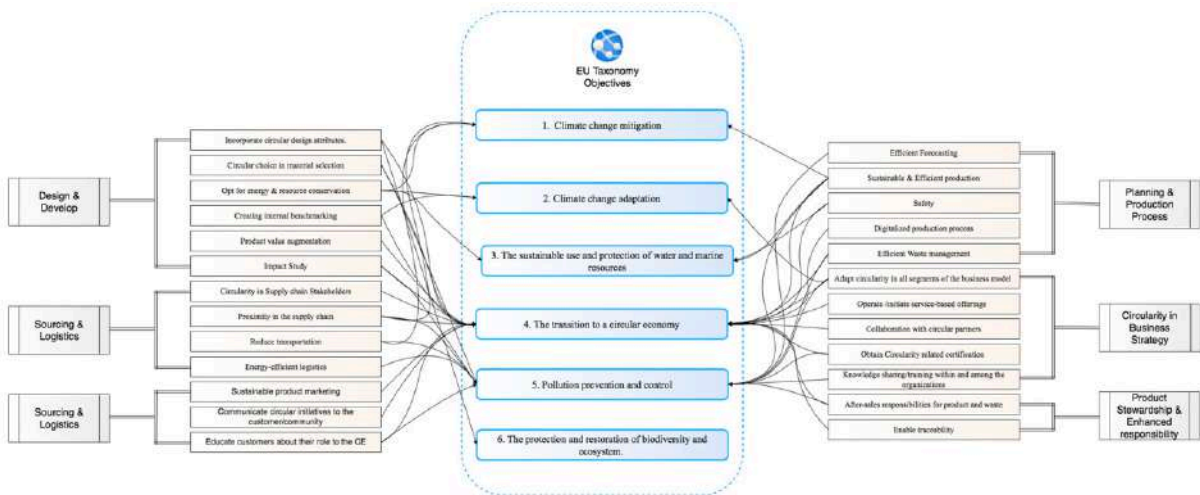 EU Taxonomy
Objectives
Design &
Develop
Incorporate circular design attributes.
Circular choice in material selection
Opt for energy & resource conservation
Creating internal benchmarking
Product value augmentation
Impact Study
Sourcing &
Logistics
Circularity in Supply chain Stakeholders
Proximity in the supply chain
Reduce transportation
Energy-efficient logistics
Sourcing &
Logistics
Sustainable product marketing
Communicate circular initiatives to the
customer/community
Educate customers about their role to the CE
1. Climate change mitigation
2. Climate change adaptation
3. The sustainable use and protection of water and marine
resources
4. The transition to a circular economy
5. Pollution prevention and control
6. The protection and restoration of biodiversity and
ecosystem.
Efficient Forecasting
Sustainable & Efficient production
Safety
Digitalized production process
Efficient Waste management
Planning &
Production
Process
Adapt circularity in all segments of the business model
Operate /initiate service-based offerings
Collaboration with circular partners
Obtain Circularity related certification
Knowledge sharing/training within and among the
organizations
Circularity in
Business
Strategy
After-sales responsibilities for product and waste
Enable traceability
Product
Stewardship &
Enhanced
responsibility